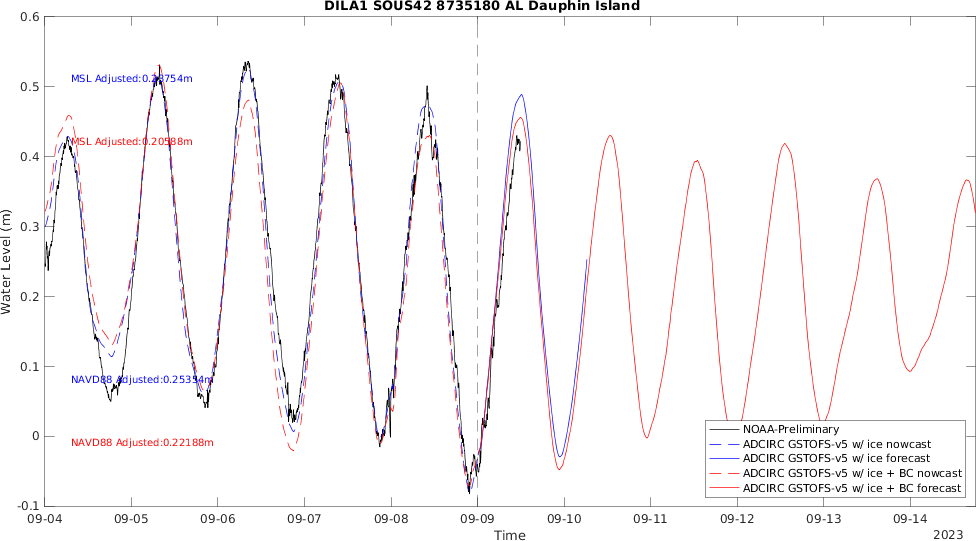 DILA1 SOUS42 8735180 AL Dauphin Island
0.6
0.5
0.4
0.3
0.2
0.1
0
-0.1
Water Level (m)
MSL Adjusted:0.23754m
MSL Adjusted:0.20588m
NAVD88 Adjusted:0.25354m
NAVD88 Adjusted:0.22188m
NOAA-Preliminary
ADCIRC GSTOFS-v5 w/ ice nowcast
ADCIRC GSTOFS-v5 w/ ice forecast
ADCIRC GSTOFS-v5 w/ ice + BC nowcast
ADCIRC GSTOFS-v5 w/ ice + BC forecast
09-04 09-05 09-06 09-07 09-08 09-09 09-10 09-11 09-12 09-13 09-14
Time
2023